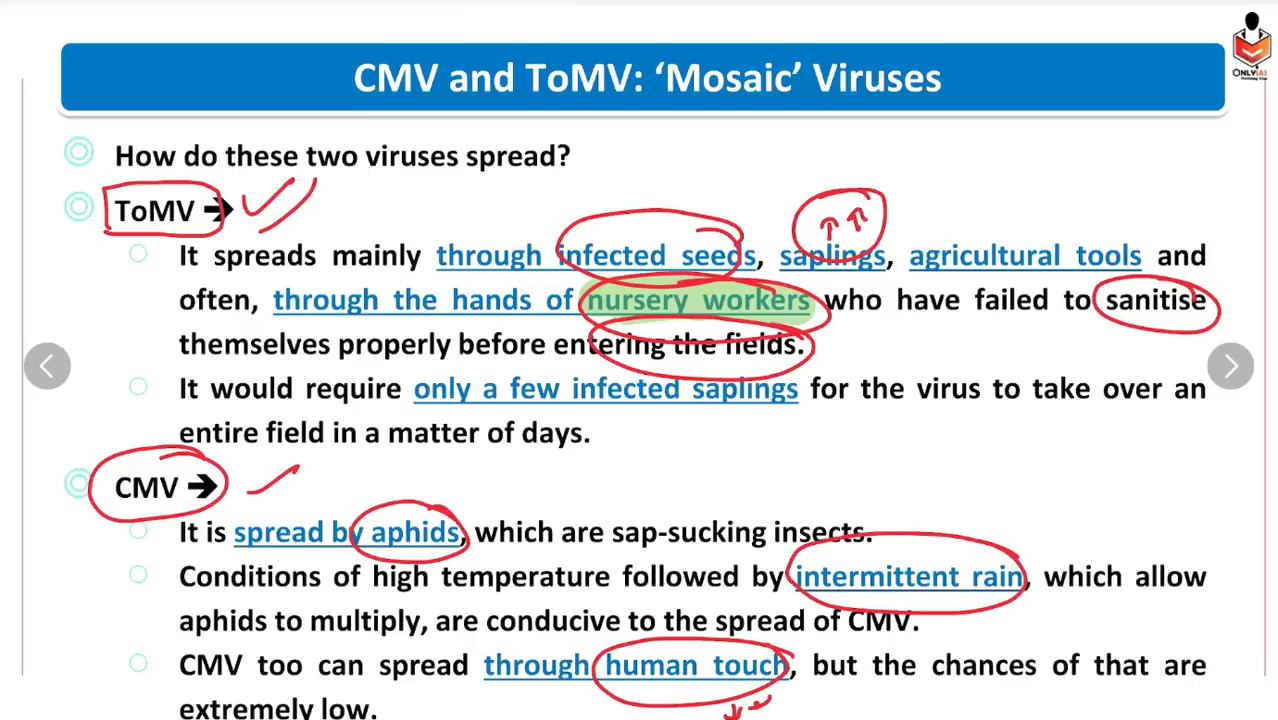 ONLYIAS
CMV and ToMV: ‘Mosaic’ Viruses
How do these two viruses spread?
ToMV ➔
It spreads mainly through infected seeds, saplings, agricultural tools and
often, through the hands of nursery workers who have failed to sanitise
themselves properly before entering the fields.
It would require only a few infected saplings for the virus to take over an
entire field in a matter of days.
CMV ➔
It is spread by aphids, which are sap-sucking insects.
Conditions of high temperature followed by intermittent rain, which allow
aphids to multiply, are conducive to the spread of CMV.
CMV too can spread through human touch, but the chances of that are
extremely low.